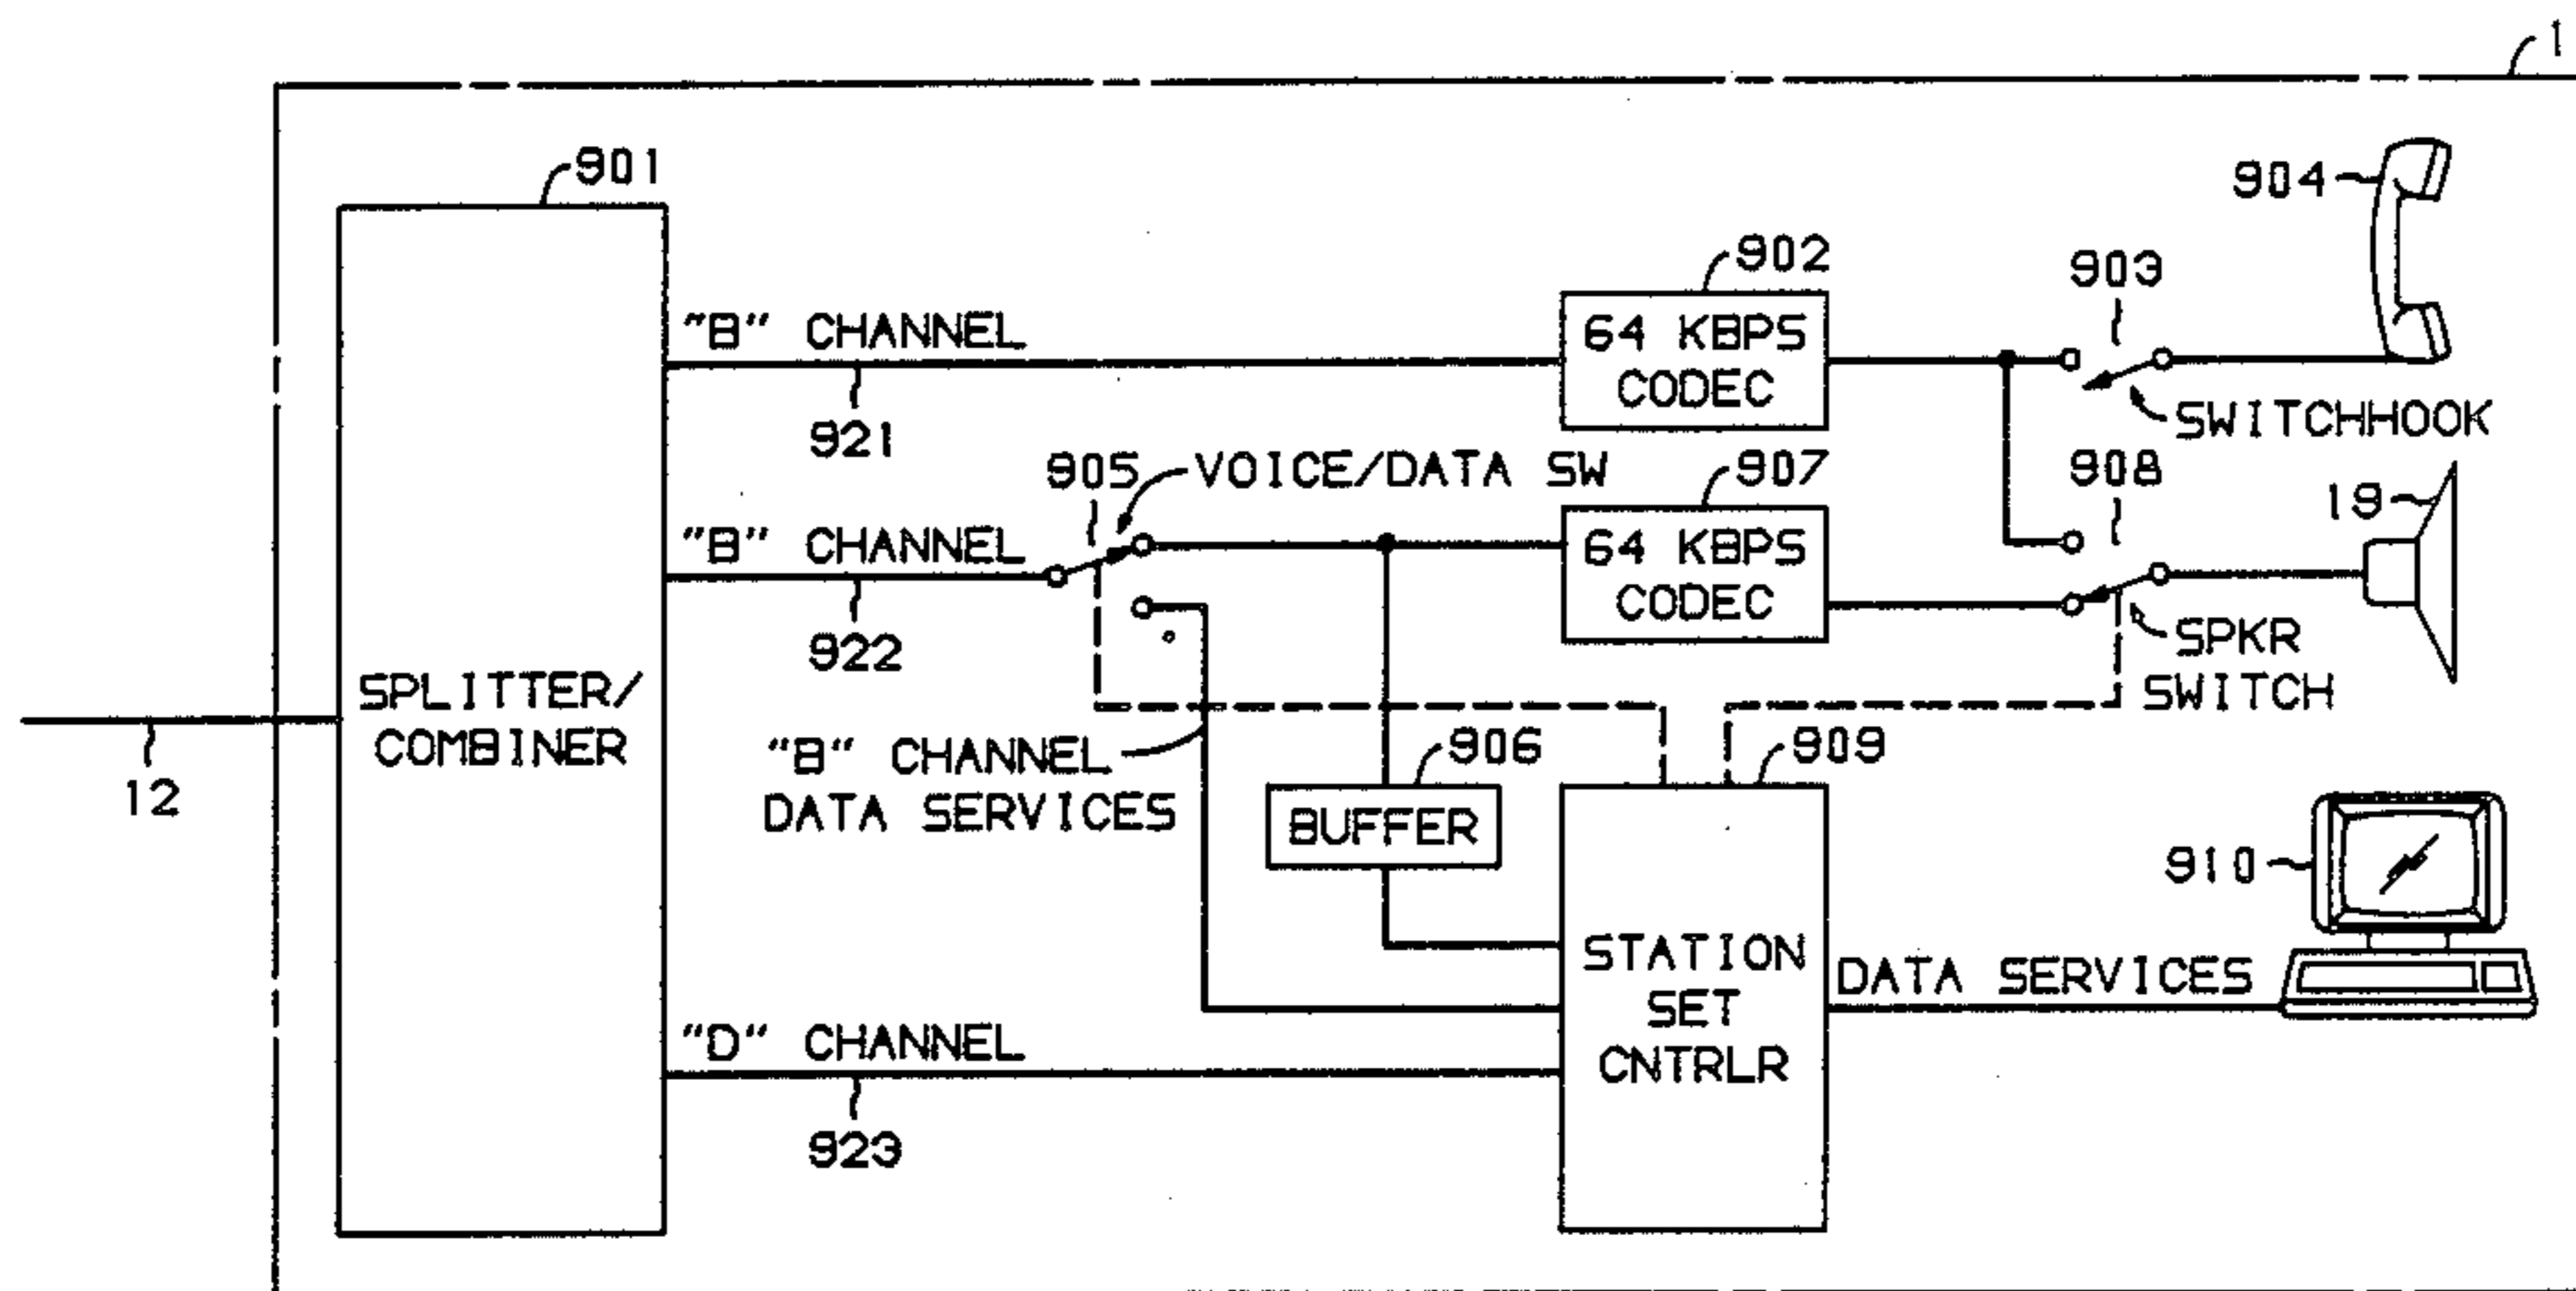 1
901
904
902
903
"B" CHANNEL
64 KBPS
CODEC
921
SWITCHHOOK
905
VOICE/DATA SW
907
908
19
"B" CHANNEL
64 KBPS
CODEC
922
SPKR
SWITCH
SPLITTER/
COMBINER
12
"B" CHANNEL
DATA SERVICES
906
909
BUFFER
910
STATION
SET
CNTRLR
DATA SERVICES
"D" CHANNEL
923